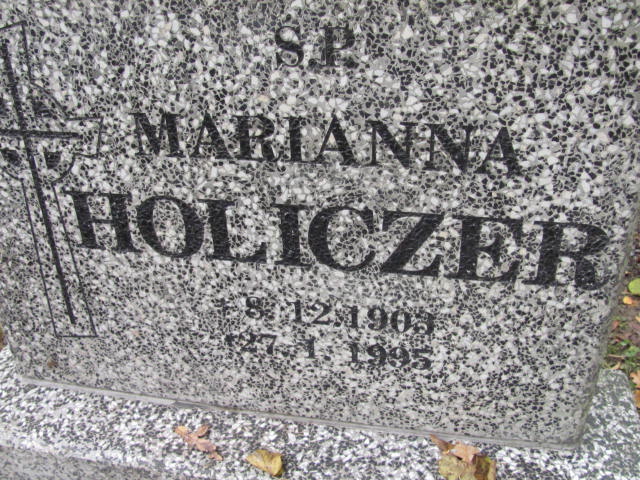 S.P.
MARIANNA
HOLICZER
* 8. 12. 1903
+ 27. 1. 1995